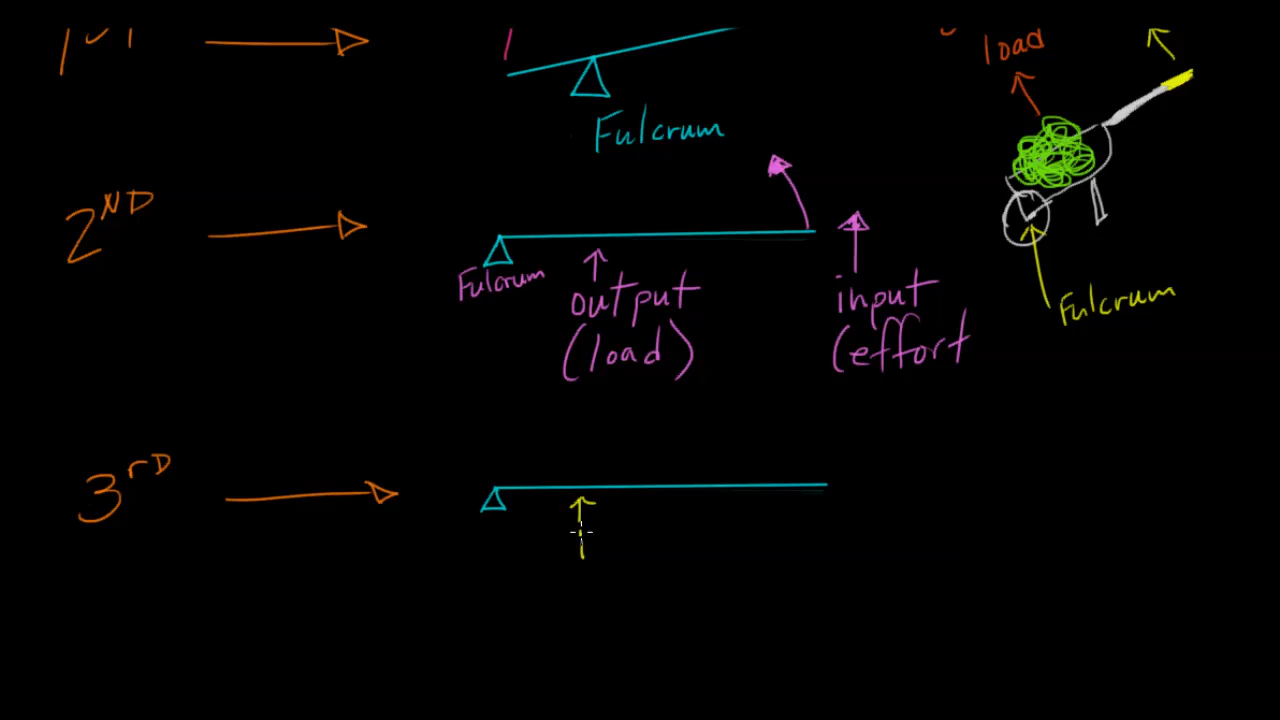 load
Fulcrum
2ND
Fulcrum
output
(load)
input
(effort
Fulcrum
3rD